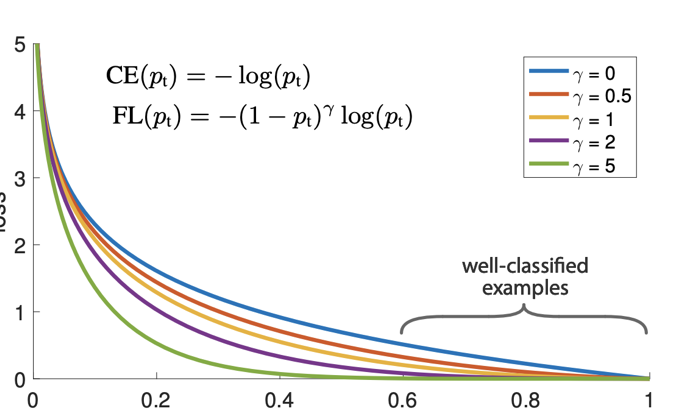 5
CE(pt) = − log(pt)
FL(pt) = −(1 − pt)^γ log(pt)
γ = 0
γ = 0.5
γ = 1
γ = 2
γ = 5
4
3
2
1
0
well-classified
examples
0
0.2
0.4
0.6
0.8
1